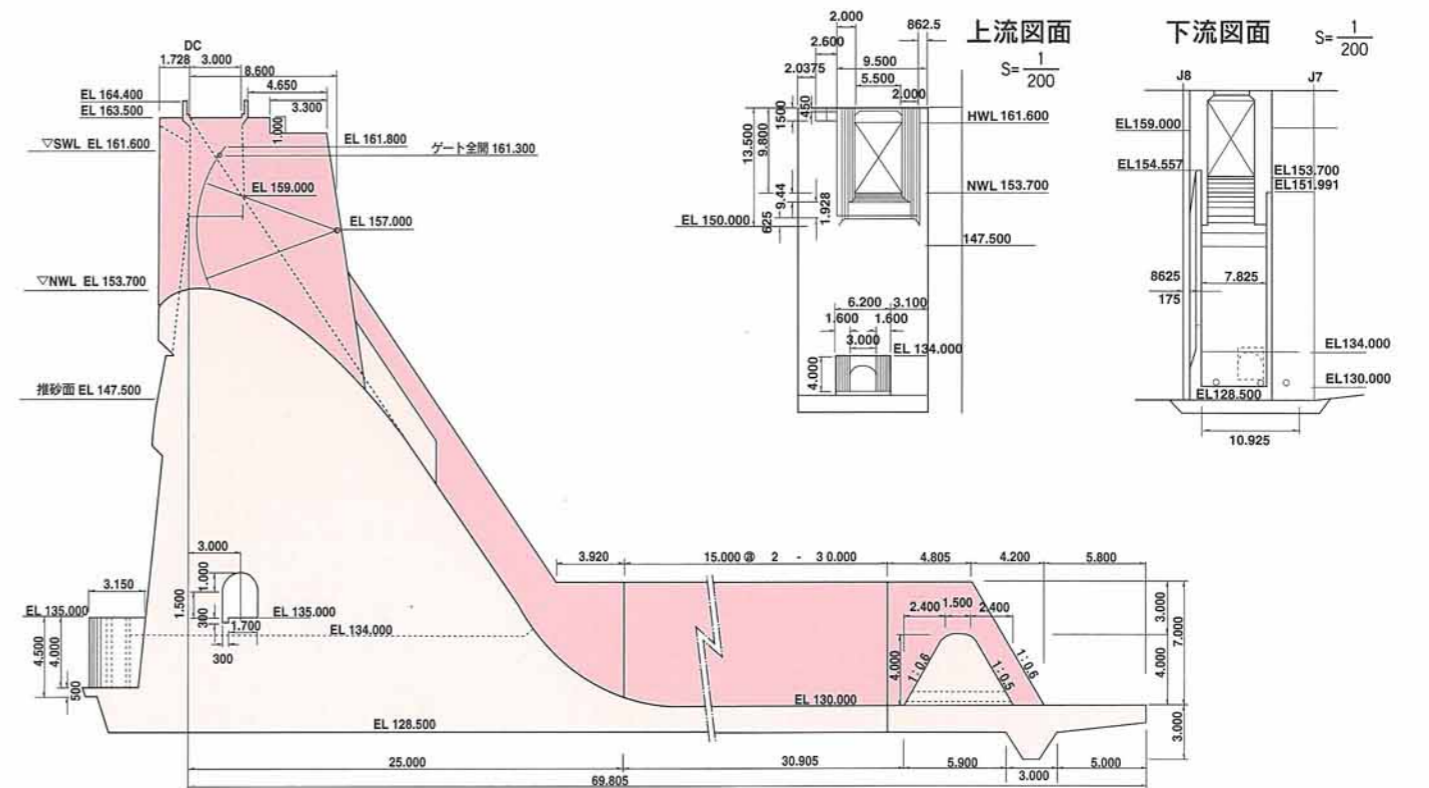 DC
1.728 3.000
8.600
4.650
3.300
1.000
EL 164.400
EL 163.500
▽SWL EL 161.600
EL 161.800
ゲート全開 161.300
EL 159.000
EL 157.000
▽NWL EL 153.700
推砂面 EL 147.500
3.000
1.000
1.500
300
EL 135.000
1.700
300
EL 134.000
3.150
EL 135.000
4.500
4.000
500
EL 128.500
3.920
15.000 @ 2 - 30.000
4.805
4.200
5.800
2.400
1.500
2.400
4.000
1:0.6
1:0.5
1:0.6
3.000
4.000
7.000
3.000
EL 130.000
25.000
30.905
5.900
3.000
5.000
69.805
上流図面
S= 1/200
2.000
862.5
2.600
9.500
2.0375
5.500
2.000
1500
450
13.500
9.800
9.44
1.928
625
HWL 161.600
NWL 153.700
EL 150.000
147.500
6.200 3.100
1.600 1.600
3.000
EL 134.000
4.000
下流図面
S= 1/200
J8
J7
EL159.000
EL154.557
EL153.700
EL151.991
8625
175
7.825
EL134.000
EL130.000
EL128.500
10.925